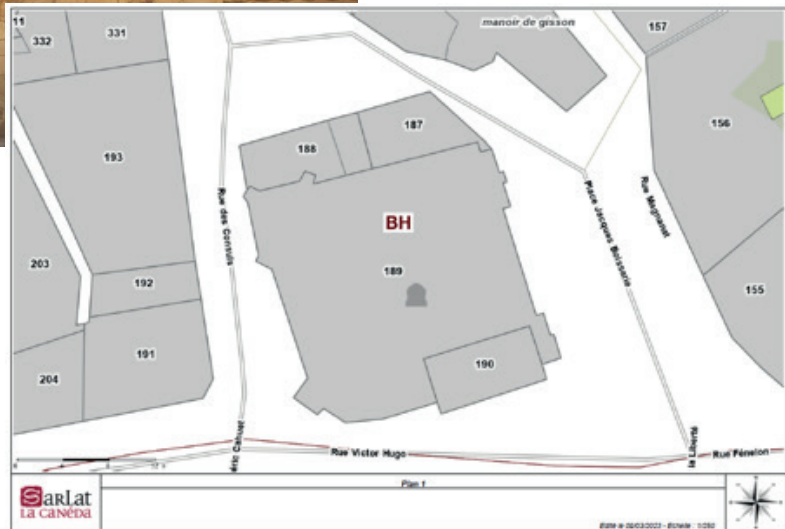 11
332
331
manoir de gisson
157
193
188
187
156
Rue des Consuls
BH
Place Jacques Boissarie
Rue Magnanat
203
192
189
155
191
190
204
éric Cahuet
Rue Victor Hugo
la Liberté
Rue Fénelon
Plan 1
SaRLat
LA CANÉDA